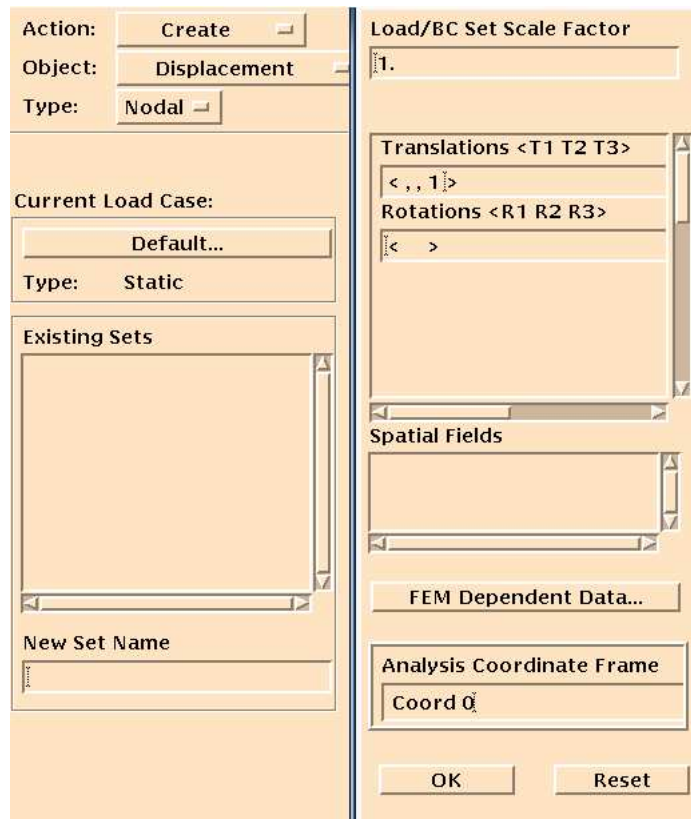 Action: Create
Object: Displacement
Type: Nodal
Current Load Case:
Default...
Type: Static
Existing Sets
New Set Name
Load/BC Set Scale Factor
1.
Translations <T1 T2 T3>
< , , 1 >
Rotations <R1 R2 R3>
< >
Spatial Fields
FEM Dependent Data...
Analysis Coordinate Frame
Coord 0
OK Reset